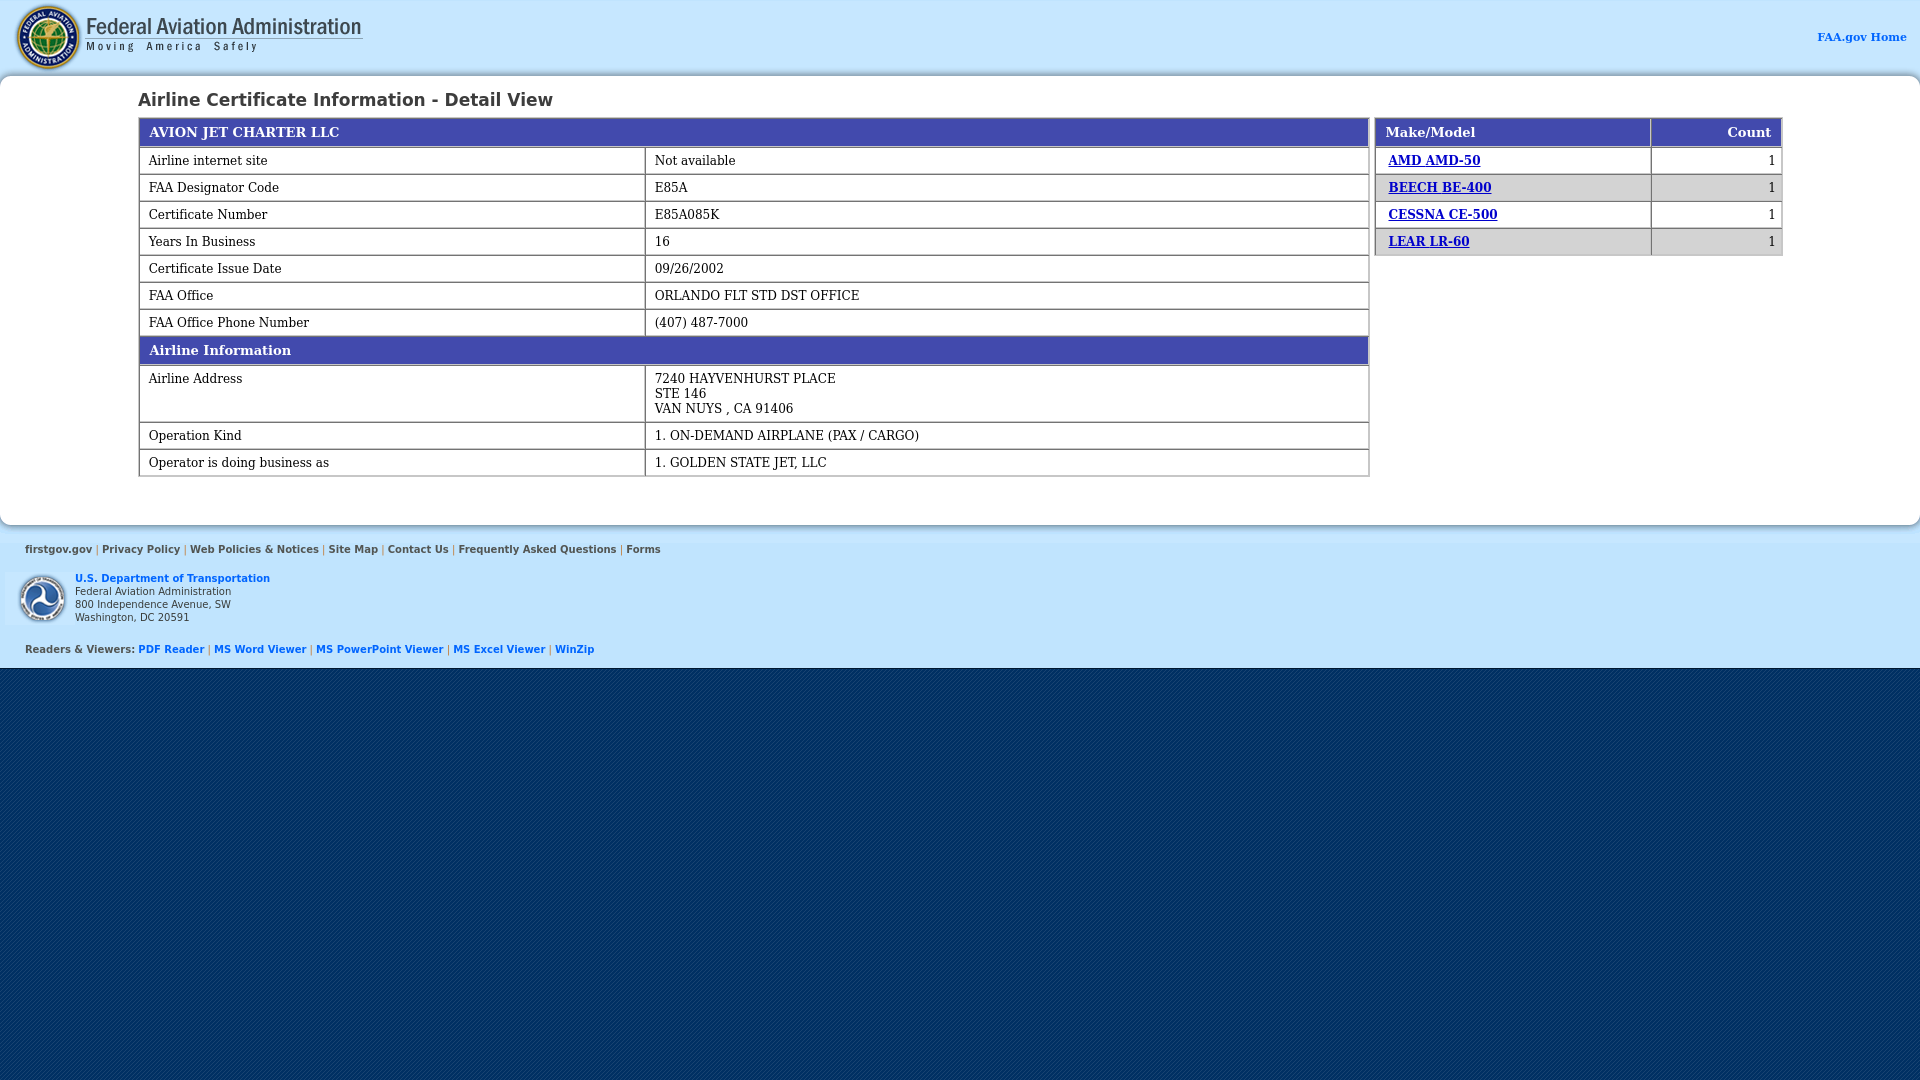 Federal Aviation Administration
Moving America Safely
FAA.gov Home
Airline Certificate Information - Detail View
AVION JET CHARTER LLC
Airline internet site Not available
FAA Designator Code E85A
Certificate Number E85A085K
Years In Business 16
Certificate Issue Date 09/26/2002
FAA Office ORLANDO FLT STD DST OFFICE
FAA Office Phone Number (407) 487-7000
Airline Information
Airline Address 7240 HAYVENHURST PLACE
STE 146
VAN NUYS , CA 91406
Operation Kind 1. ON-DEMAND AIRPLANE (PAX / CARGO)
Operator is doing business as 1. GOLDEN STATE JET, LLC
Make/Model Count
AMD AMD-50 1
BEECH BE-400 1
CESSNA CE-500 1
LEAR LR-60 1
firstgov.gov | Privacy Policy | Web Policies & Notices | Site Map | Contact Us | Frequently Asked Questions | Forms
U.S. Department of Transportation
Federal Aviation Administration
800 Independence Avenue, SW
Washington, DC 20591
Readers & Viewers: PDF Reader | MS Word Viewer | MS PowerPoint Viewer | MS Excel Viewer | WinZip